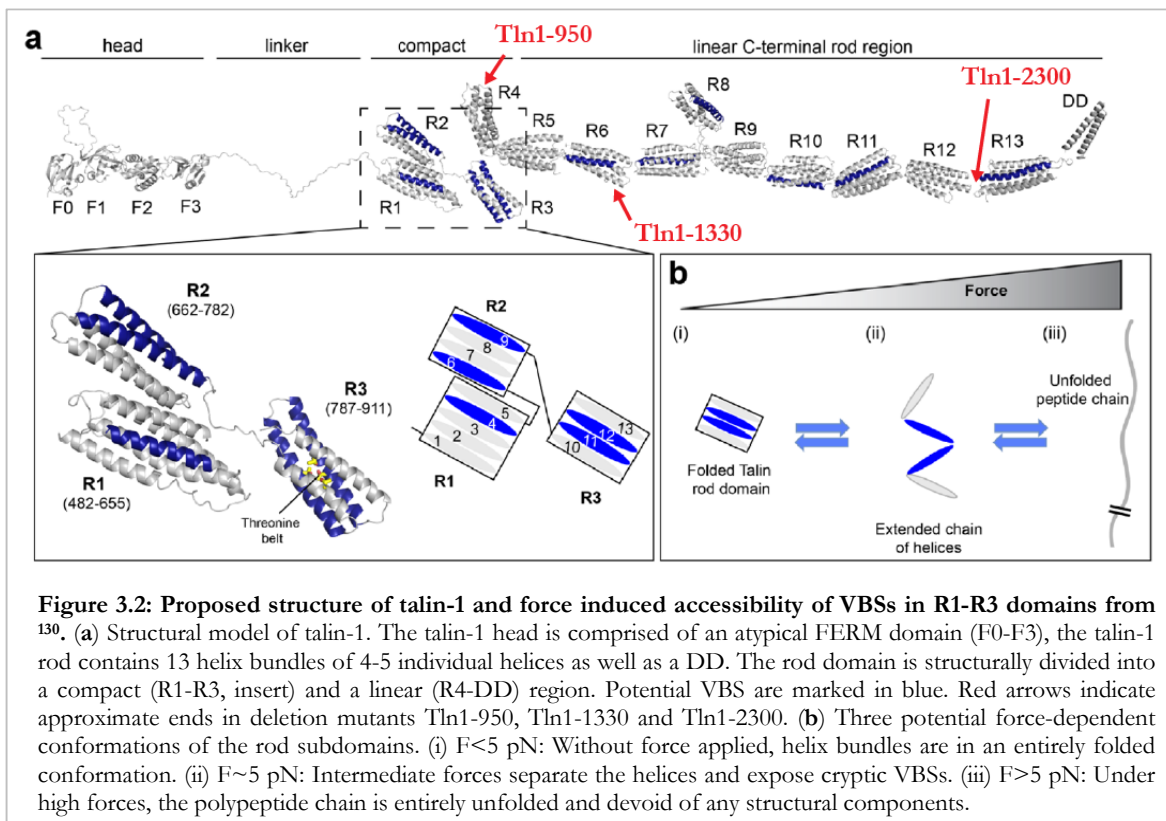 a
head
linker
compact
linear C-terminal rod region
Tln1-950
Tln1-2300
R8
DD
R4
R2
R5
R6
R7
R9
R10
R11
R12
R13
F0
F1
F2
F3
R1
R3
Tln1-1330
R2
(662-782)
R3
(787-911)
R1
(482-655)
Threonine
belt
R2
9
8
7
6
5
4
3
2
1
R1
13
12
11
10
R3
b
Force
(i)
(ii)
(iii)
Unfolded
peptide chain
Folded Talin
rod domain
Extended chain
of helices
Figure 3.2: Proposed structure of talin-1 and force induced accessibility of VBSs in R1-R3 domains from
130. (a) Structural model of talin-1. The talin-1 head is comprised of an atypical FERM domain (F0-F3), the talin-1
rod contains 13 helix bundles of 4-5 individual helices as well as a DD. The rod domain is structurally divided into
a compact (R1-R3, insert) and a linear (R4-DD) region. Potential VBS are marked in blue. Red arrows indicate
approximate ends in deletion mutants Tln1-950, Tln1-1330 and Tln1-2300. (b) Three potential force-dependent
conformations of the rod subdomains. (i) F<5 pN: Without force applied, helix bundles are in an entirely folded
conformation. (ii) F~5 pN: Intermediate forces separate the helices and expose cryptic VBSs. (iii) F>5 pN: Under
high forces, the polypeptide chain is entirely unfolded and devoid of any structural components.